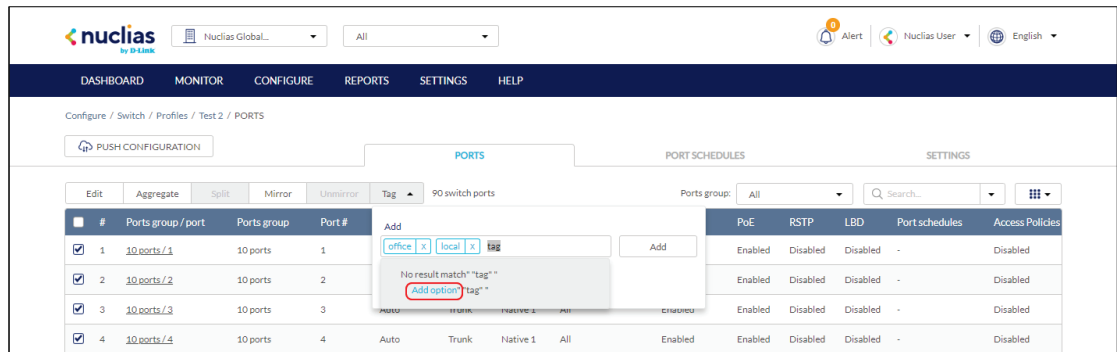 nuclias
by D-Link
Nuclias Global...
All
0
Alert
Nuclias User
English
DASHBOARD MONITOR CONFIGURE REPORTS SETTINGS HELP
Configure / Switch / Profiles / Test 2 / PORTS
PUSH CONFIGURATION
PORTS PORT SCHEDULES SETTINGS
Edit Aggregate Split Mirror Unmirror Tag 90 switch ports Ports group: All Search...
# Ports group / port Ports group Port # PoE RSTP LBD Port schedules Access Policies
Add
office x local x tag Add
No result match" "tag" "
Add option" "tag" "
1 10 ports / 1 10 ports 1 Enabled Disabled Disabled - Disabled
2 10 ports / 2 10 ports 2 Enabled Disabled Disabled - Disabled
3 10 ports / 3 10 ports 3 Auto Trunk Native 1 All Enabled Enabled Disabled Disabled - Disabled
4 10 ports / 4 10 ports 4 Auto Trunk Native 1 All Enabled Enabled Disabled Disabled - Disabled